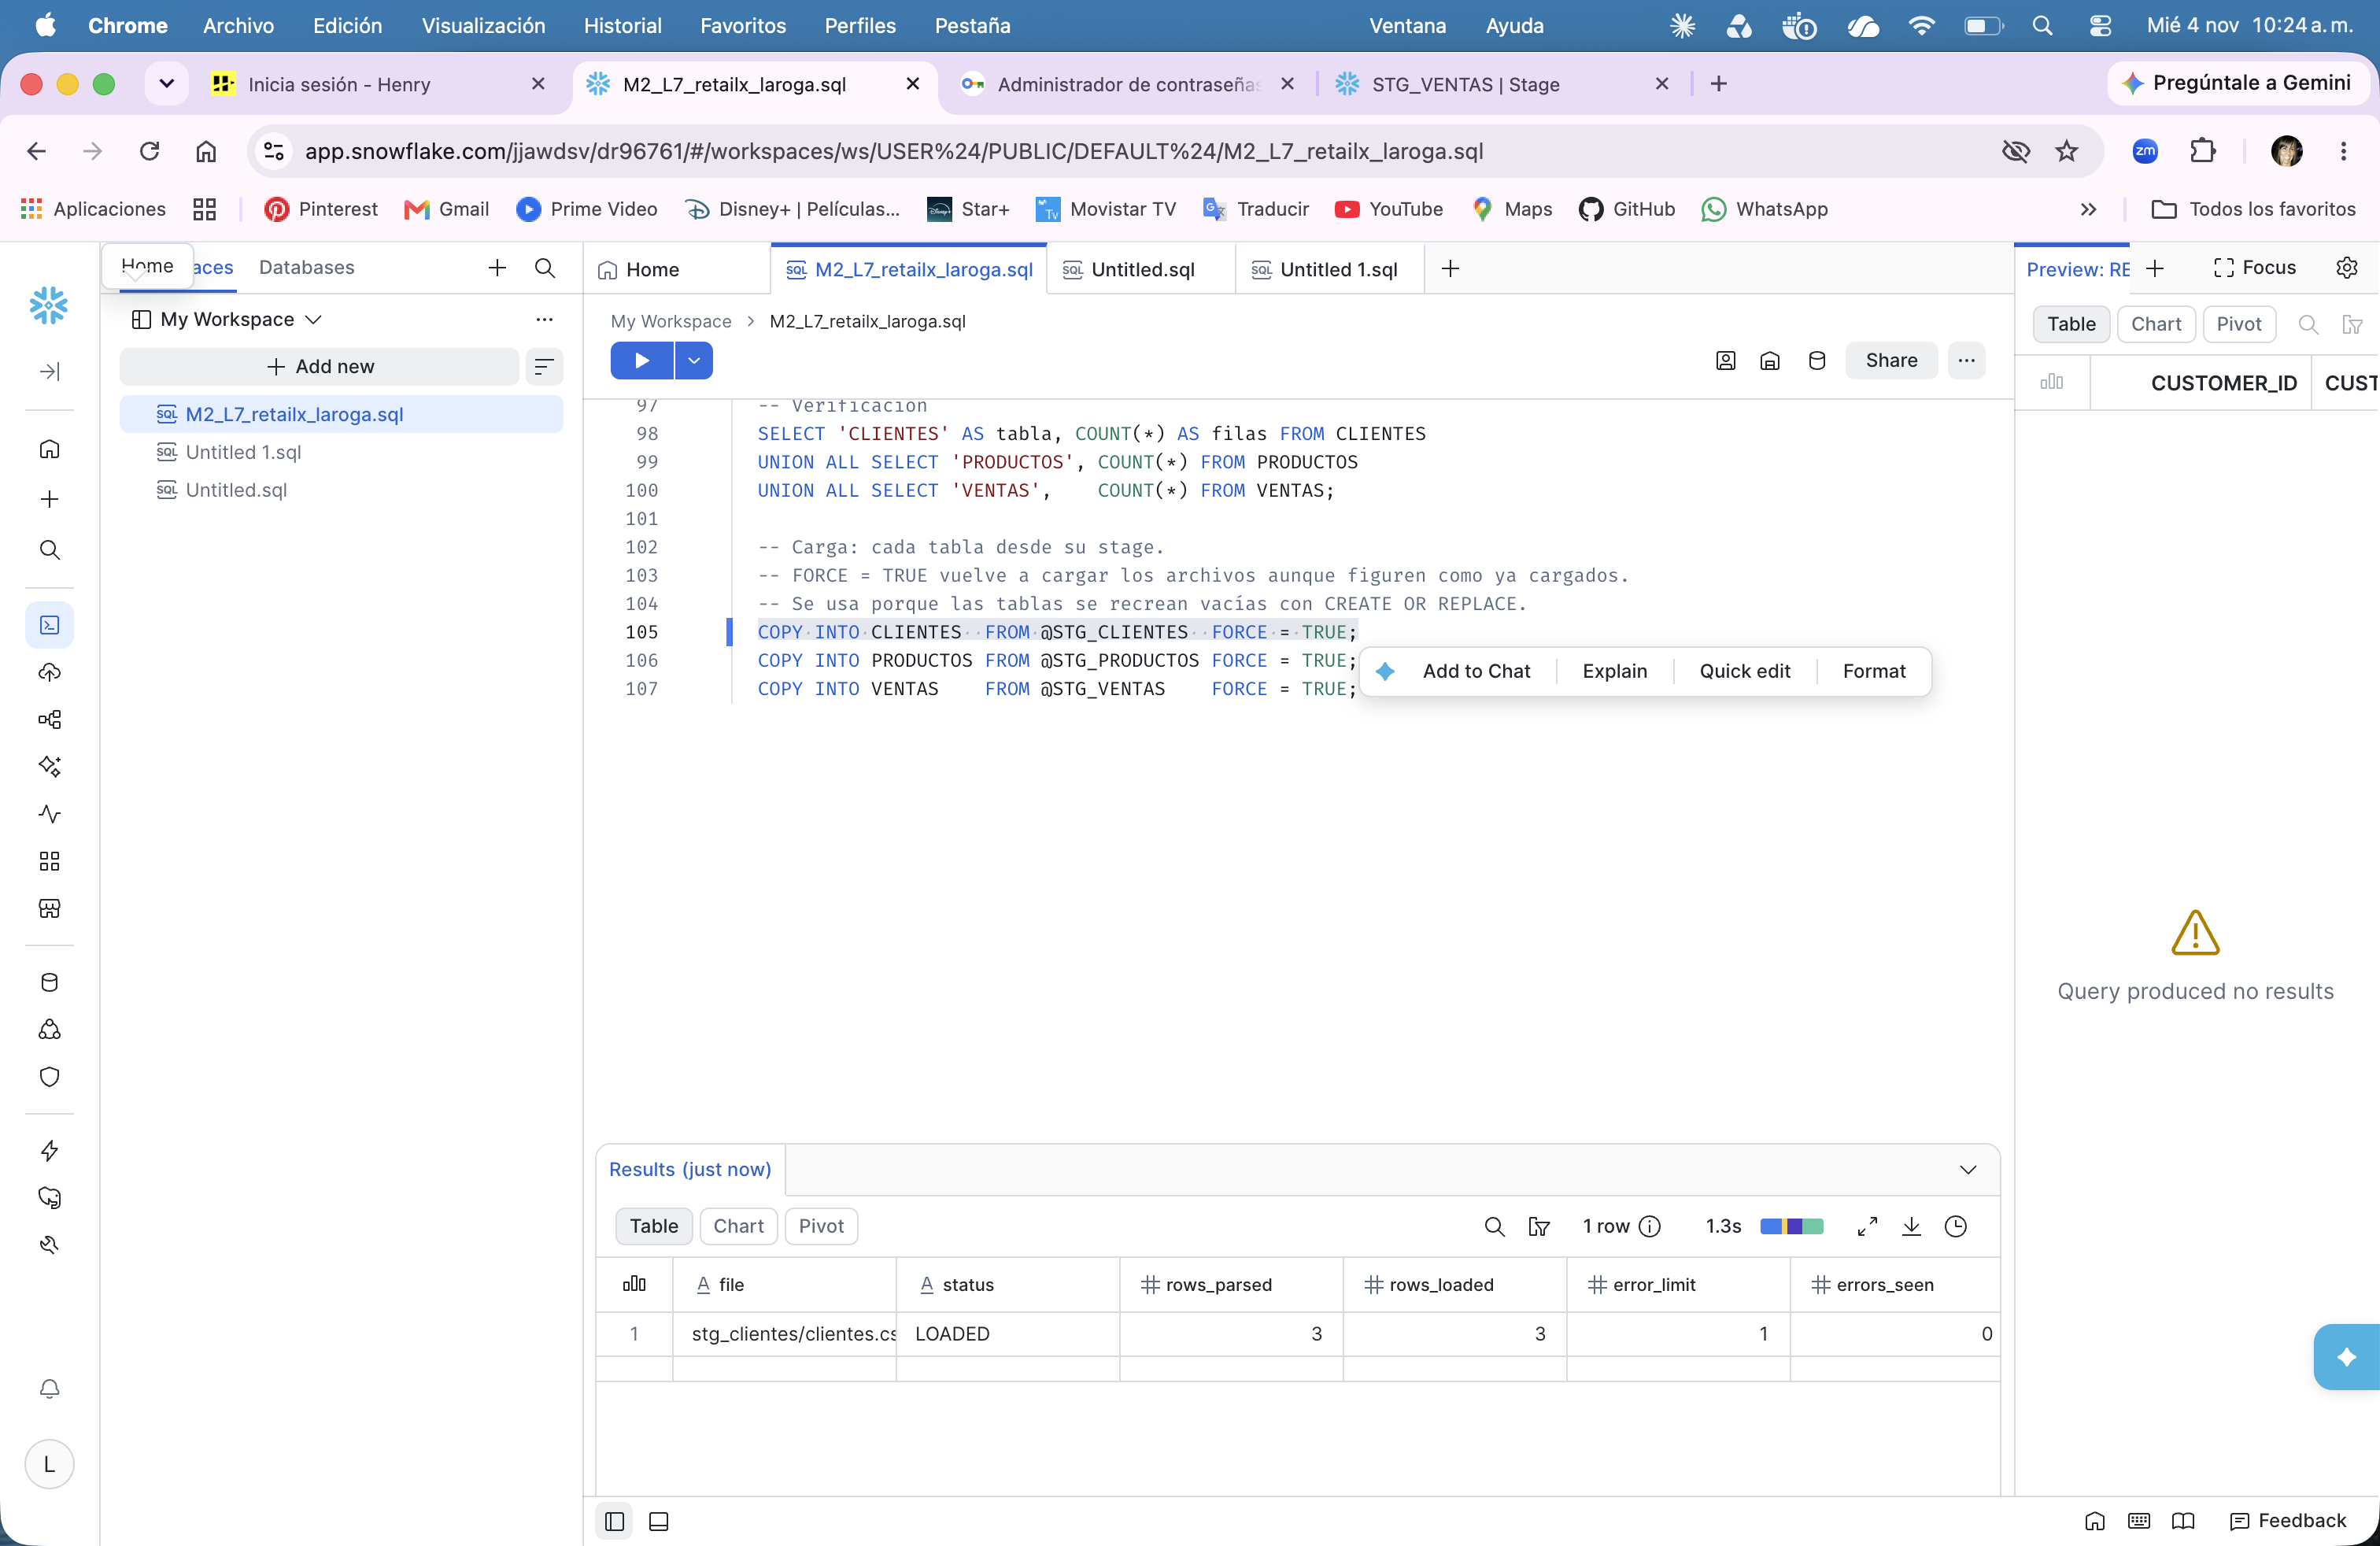 Chrome Archivo Edición Visualización Historial Favoritos Perfiles Pestaña Ventana Ayuda Mié 4 nov 10:24 a. m.
Inicia sesión - Henry M2_L7_retailx_laroga.sql Administrador de contraseñas STG_VENTAS | Stage Pregúntale a Gemini
app.snowflake.com/jjawdsv/dr96761/#/workspaces/ws/USER%24/PUBLIC/DEFAULT%24/M2_L7_retailx_laroga.sql zm
Aplicaciones Pinterest Gmail Prime Video Disney+ | Películas... Star+ Movistar TV Traducir YouTube Maps GitHub WhatsApp Todos los favoritos
Home aces Databases
Home M2_L7_retailx_laroga.sql Untitled.sql Untitled 1.sql
Preview: RE Focus
My Workspace
My Workspace > M2_L7_retailx_laroga.sql
Table Chart Pivot
Add new
Share
CUSTOMER_ID CUST
SQL M2_L7_retailx_laroga.sql
SQL Untitled 1.sql
SQL Untitled.sql
97 -- Verificacion
98 SELECT 'CLIENTES' AS tabla, COUNT(*) AS filas FROM CLIENTES
99 UNION ALL SELECT 'PRODUCTOS', COUNT(*) FROM PRODUCTOS
100 UNION ALL SELECT 'VENTAS', COUNT(*) FROM VENTAS;
101
102 -- Carga: cada tabla desde su stage.
103 -- FORCE = TRUE vuelve a cargar los archivos aunque figuren como ya cargados.
104 -- Se usa porque las tablas se recrean vacías con CREATE OR REPLACE.
105 COPY INTO CLIENTES FROM @STG_CLIENTES FORCE = TRUE;
106 COPY INTO PRODUCTOS FROM @STG_PRODUCTOS FORCE = TRUE;
107 COPY INTO VENTAS FROM @STG_VENTAS FORCE = TRUE;
Add to Chat Explain Quick edit Format
Query produced no results
Results (just now)
Table Chart Pivot 1 row 1.3s
file status rows_parsed rows_loaded error_limit errors_seen
1 stg_clientes/clientes.cs LOADED 3 3 1 0
L
Feedback